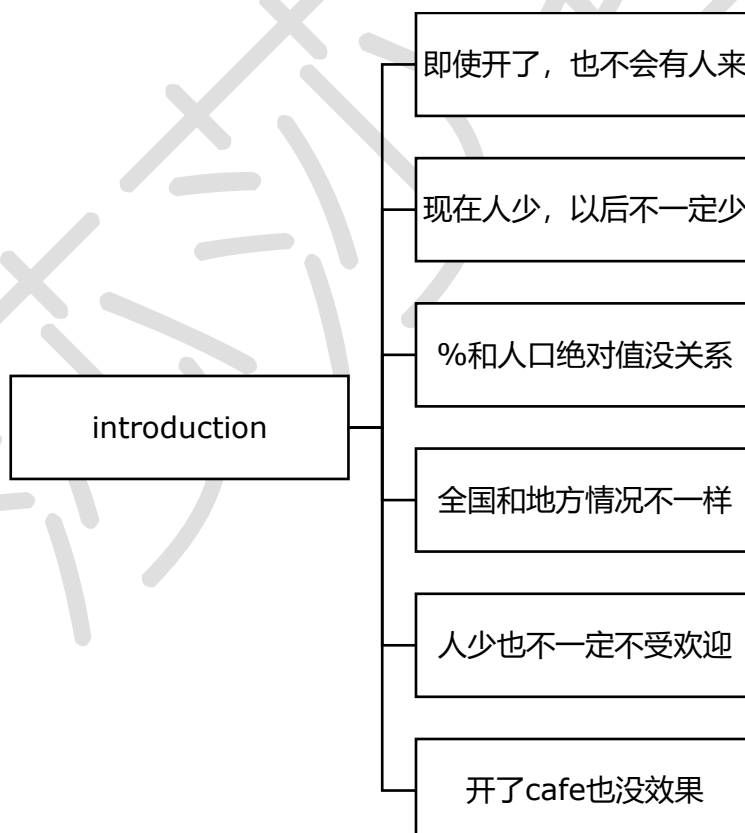 即使开了，也不会有人来
现在人少，以后不一定少
%和人口绝对值没关系
introduction
全国和地方情况不一样
人少也不一定不受欢迎
开了cafe也没效果